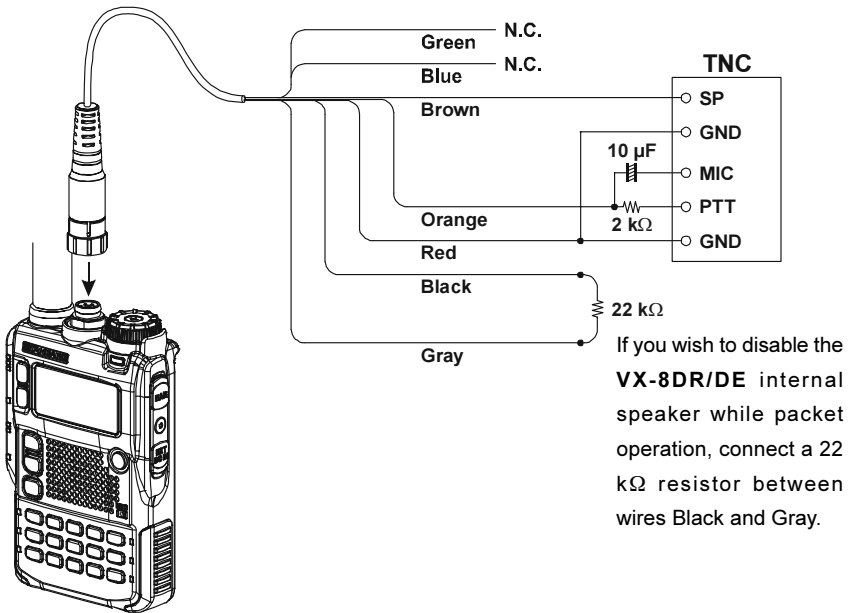 Green
N.C.
Blue
N.C.
Brown
TNC
SP
GND
10 µF
MIC
PTT
Orange
2 kΩ
GND
Red
Black
22 kΩ
Gray
If you wish to disable the
VX-8DR/DE internal
speaker while packet
operation, connect a 22
kΩ resistor between
wires Black and Gray.